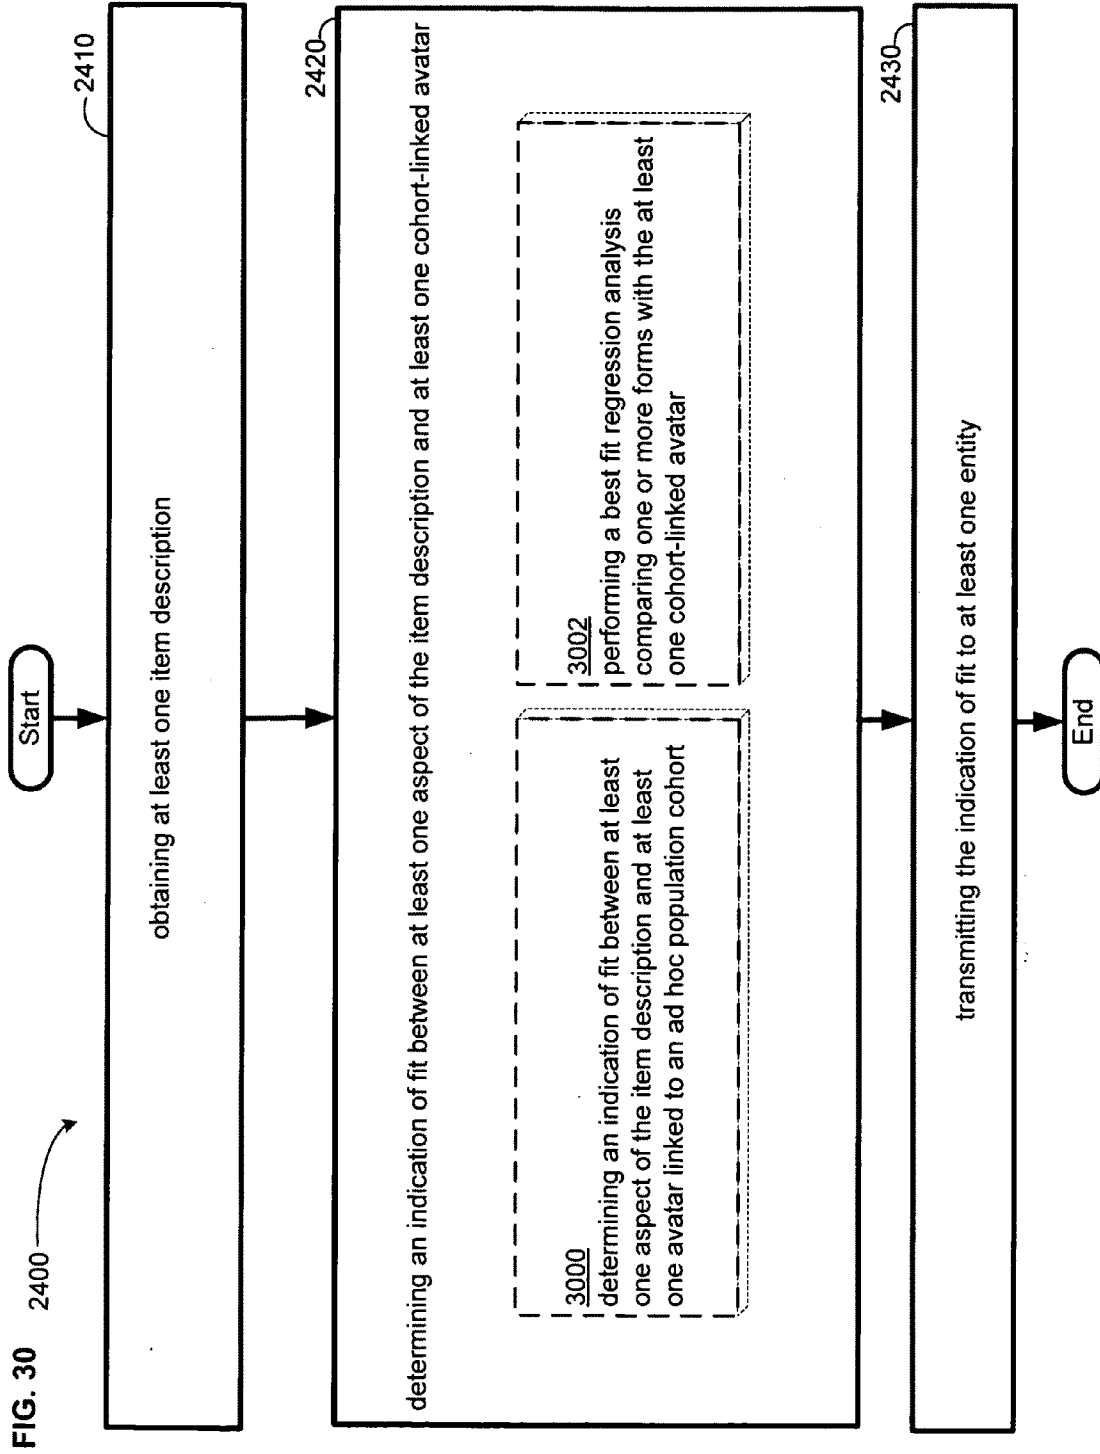 FIG. 30
2400
Start
2410
obtaining at least one item description
2420
determining an indication of fit between at least one aspect of the item description and at least one cohort-linked avatar
3000
determining an indication of fit between at least
one aspect of the item description and at least
one avatar linked to an ad hoc population cohort
3002
performing a best fit regression analysis
comparing one or more forms with the at least
one cohort-linked avatar
2430
transmitting the indication of fit to at least one entity
End